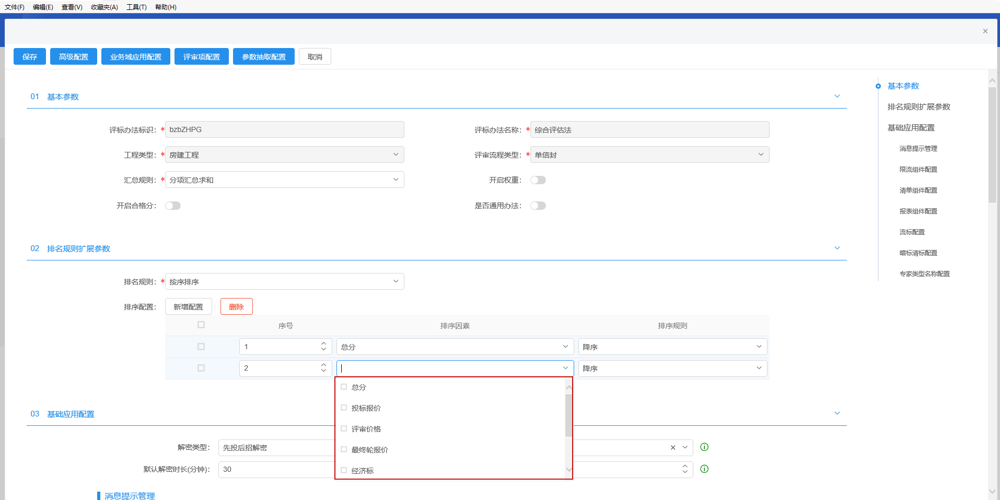 文件(F) 编辑(E) 查看(V) 收藏夹(A) 工具(T) 帮助(H)
保存 高级配置 业务域应用配置 评审项配置 参数抽取配置 取消
01 基本参数
评标办法标识: * bzbZHPG 评标办法名称: * 综合评估法
工程类型: * 房建工程 评审流程类型: * 单信封
汇总规则: * 分项汇总求和 开启权重:
开启合格分: 是否通用办法:
02 排名规则扩展参数
排名规则: * 按序排序
排序配置: 新增配置 删除
序号 排序因素 排序规则
1 总分 降序
2 降序
总分
投标报价
评审价格
最终轮报价
经济标
03 基础应用配置
解密类型: 先投后招解密
默认解密时长(分钟): 30
消息提示管理
基本参数
排名规则扩展参数
基础应用配置
消息提示管理
限流组件配置
清单组件配置
报表组件配置
流标配置
暗标清标配置
专家类型名称配置